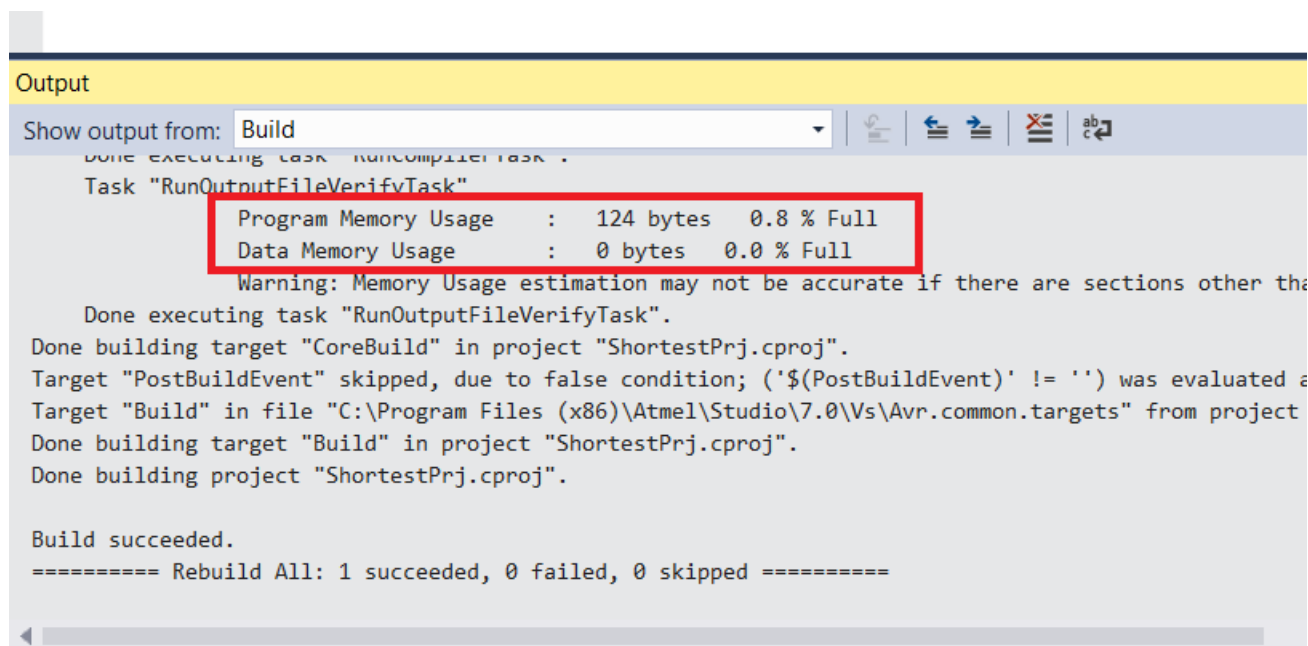 Output
Show output from: Build
Done executing task "RunCompilerTask".
Task "RunOutputFileVerifyTask"
Program Memory Usage : 124 bytes 0.8 % Full
Data Memory Usage : 0 bytes 0.0 % Full
Warning: Memory Usage estimation may not be accurate if there are sections other tha
Done executing task "RunOutputFileVerifyTask".
Done building target "CoreBuild" in project "ShortestPrj.cproj".
Target "PostBuildEvent" skipped, due to false condition; ('$(PostBuildEvent)' != '') was evaluated a
Target "Build" in file "C:\Program Files (x86)\Atmel\Studio\7.0\Vs\Avr.common.targets" from project
Done building target "Build" in project "ShortestPrj.cproj".
Done building project "ShortestPrj.cproj".
Build succeeded.
========== Rebuild All: 1 succeeded, 0 failed, 0 skipped ==========